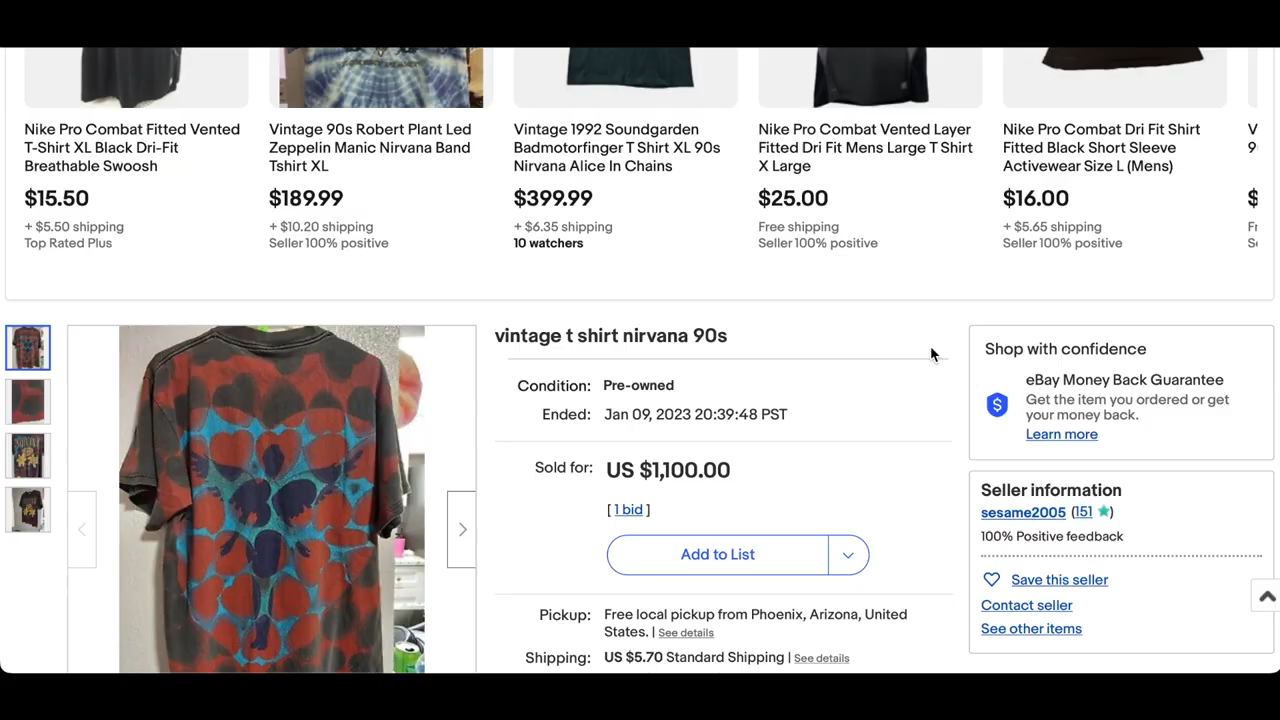 Nike Pro Combat Fitted Vented
T-Shirt XL Black Dri-Fit
Breathable Swoosh
$15.50
+ $5.50 shipping
Top Rated Plus
Vintage 90s Robert Plant Led
Zeppelin Manic Nirvana Band
Tshirt XL
$189.99
+ $10.20 shipping
Seller 100% positive
Vintage 1992 Soundgarden
Badmotorfinger T Shirt XL 90s
Nirvana Alice In Chains
$399.99
+ $6.35 shipping
10 watchers
Nike Pro Combat Vented Layer
Fitted Dri Fit Mens Large T Shirt
X Large
$25.00
Free shipping
Seller 100% positive
Nike Pro Combat Dri Fit Shirt
Fitted Black Short Sleeve
Activewear Size L (Mens)
$16.00
+ $5.65 shipping
Seller 100% positive
V
9
$
Fr
Se
vintage t shirt nirvana 90s
Condition: Pre-owned
Ended: Jan 09, 2023 20:39:48 PST
Sold for: US $1,100.00
[ 1 bid ]
Add to List
Pickup: Free local pickup from Phoenix, Arizona, United
States. | See details
Shipping: US $5.70 Standard Shipping | See details
Shop with confidence
eBay Money Back Guarantee
Get the item you ordered or get
your money back.
Learn more
Seller information
sesame2005 (151 ★)
100% Positive feedback
Save this seller
Contact seller
See other items
NIRVANA